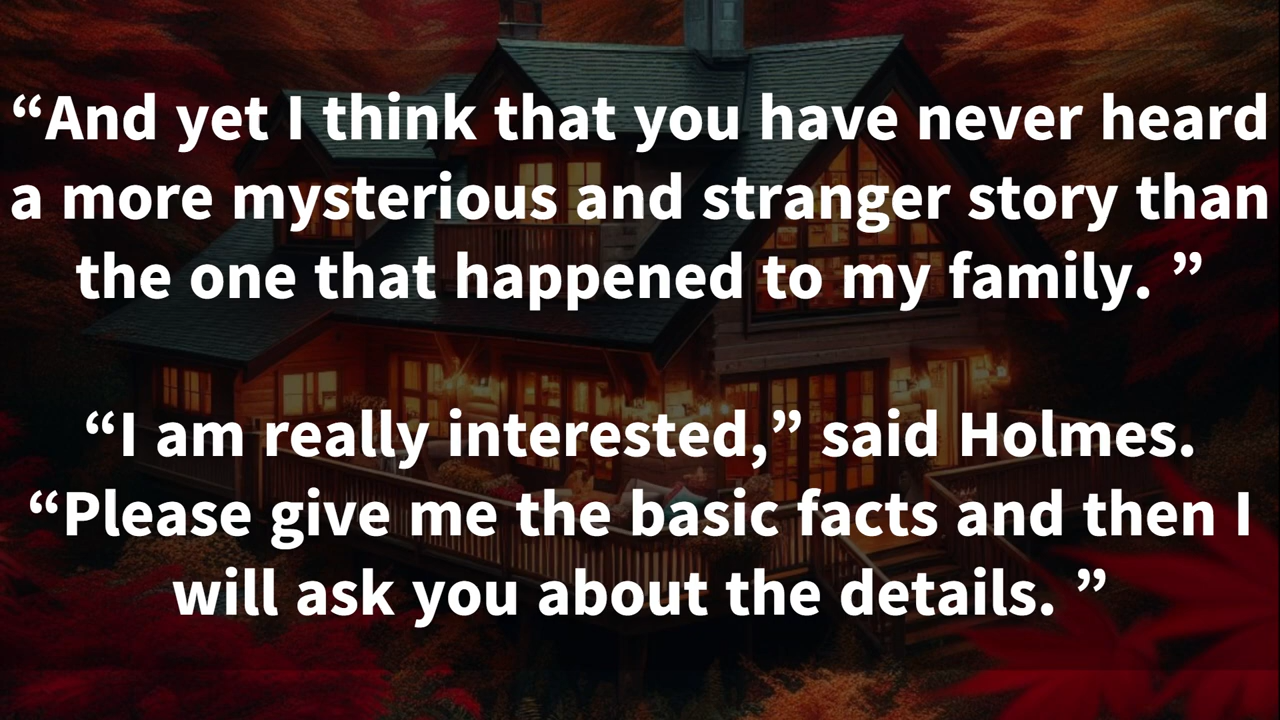 “And yet I think that you have never heard
a more mysterious and stranger story than
the one that happened to my family. ”
“I am really interested,” said Holmes.
“Please give me the basic facts and then I
will ask you about the details. ”